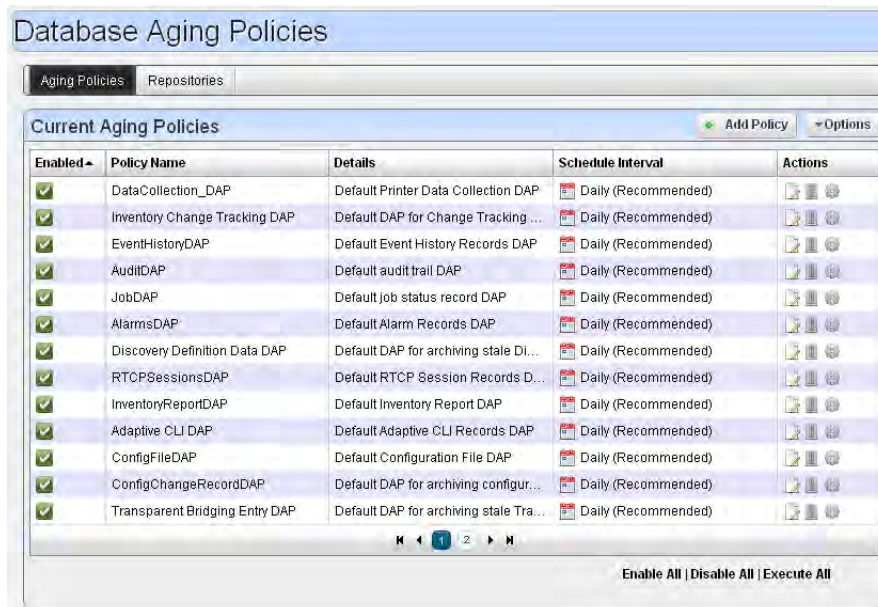 Database Aging Policies
Aging Policies Repositories
Current Aging Policies Add Policy Options
Enabled Policy Name Details Schedule Interval Actions
DataCollection_DAP Default Printer Data Collection DAP Daily (Recommended)
Inventory Change Tracking DAP Default DAP for Change Tracking ... Daily (Recommended)
EventHistoryDAP Default Event History Records DAP Daily (Recommended)
AuditDAP Default audit trail DAP Daily (Recommended)
JobDAP Default job status record DAP Daily (Recommended)
AlarmsDAP Default Alarm Records DAP Daily (Recommended)
Discovery Definition Data DAP Default DAP for archiving stale Di... Daily (Recommended)
RTCPSessionsDAP Default RTCP Session Records D... Daily (Recommended)
InventoryReportDAP Default Inventory Report DAP Daily (Recommended)
Adaptive CLI DAP Default Adaptive CLI Records DAP Daily (Recommended)
ConfigFileDAP Default Configuration File DAP Daily (Recommended)
ConfigChangeRecordDAP Default DAP for archiving configur... Daily (Recommended)
Transparent Bridging Entry DAP Default DAP for archiving stale Tra... Daily (Recommended)
1 2
Enable All | Disable All | Execute All